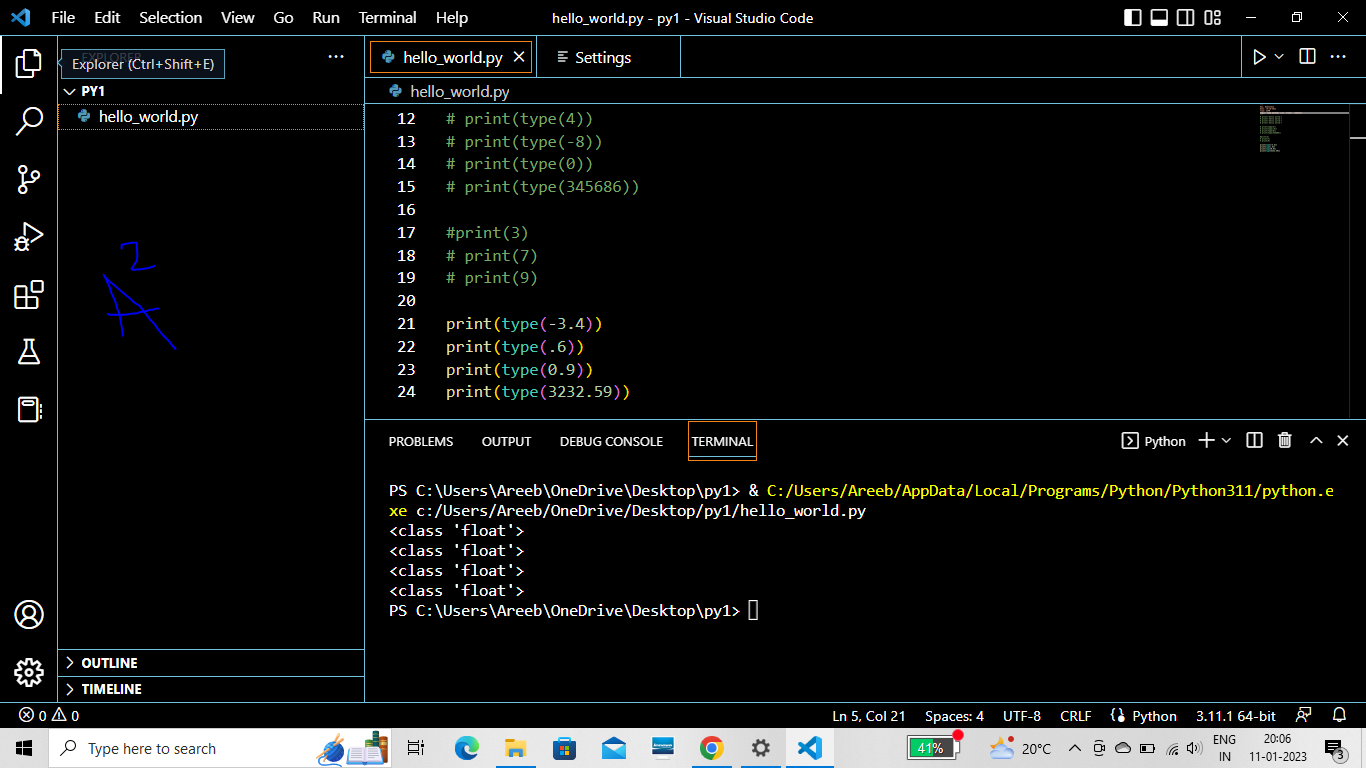 File Edit Selection View Go Run Terminal Help
hello_world.py - py1 - Visual Studio Code
Explorer (Ctrl+Shift+E)
PY1
hello_world.py
OUTLINE
TIMELINE
2
A
hello_world.py
Settings
hello_world.py
12 # print(type(4))
13 # print(type(-8))
14 # print(type(0))
15 # print(type(345686))
16
17 #print(3)
18 # print(7)
19 # print(9)
20
21 print(type(-3.4))
22 print(type(.6))
23 print(type(0.9))
24 print(type(3232.59))
PROBLEMS OUTPUT DEBUG CONSOLE TERMINAL
Python
PS C:\Users\Areeb\OneDrive\Desktop\py1> & C:/Users/Areeb/AppData/Local/Programs/Python/Python311/python.e
xe c:/Users/Areeb/OneDrive/Desktop/py1/hello_world.py
<class 'float'>
<class 'float'>
<class 'float'>
<class 'float'>
PS C:\Users\Areeb\OneDrive\Desktop\py1>
0 0
Ln 5, Col 21 Spaces: 4 UTF-8 CRLF Python 3.11.1 64-bit
Type here to search
41%
20°C
ENG
IN
20:06
11-01-2023
3